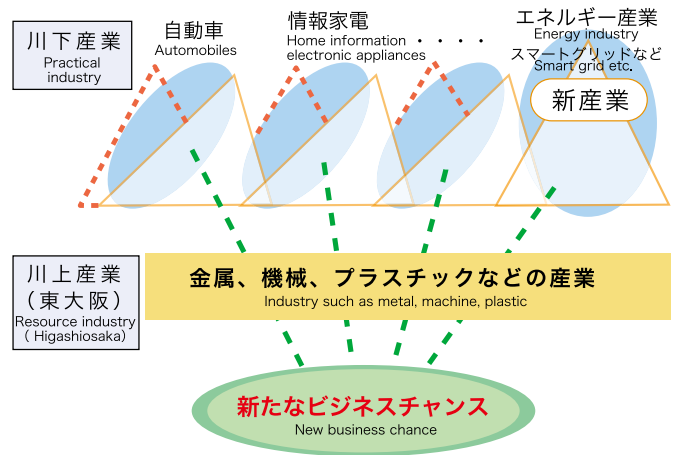 川下産業
Practical
industry
自動車
Automobiles
情報家電
Home information
electronic appliances
・・・・
エネルギー産業
Energy industry
スマートグリッドなど
Smart grid etc.
新産業
川上産業
（東大阪）
Resource industry
( Higashiosaka)
金属、機械、プラスチックなどの産業
Industry such as metal, machine, plastic
新たなビジネスチャンス
New business chance